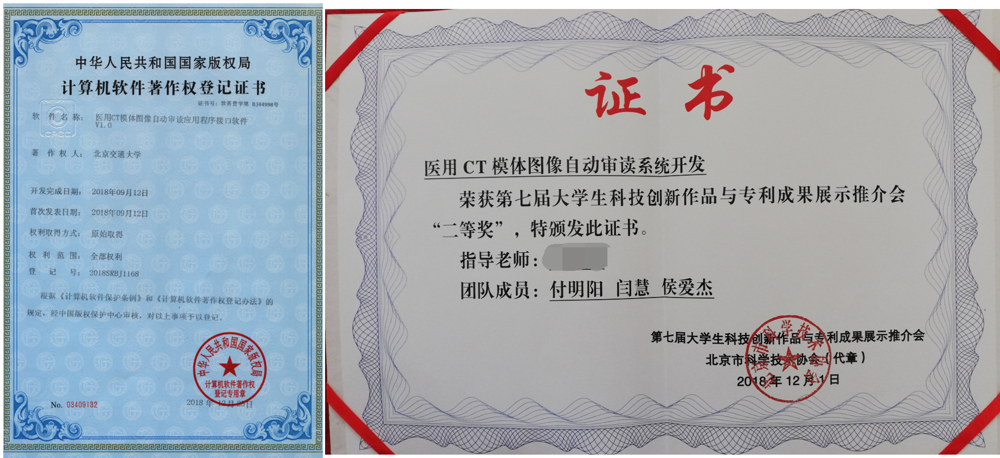 中华人民共和国国家版权局
计算机软件著作权登记证书
证书号: 软著登字第 BJ44998号
软件名称: 医用CT模体图像自动审读应用程序接口软件
V1.0
CPCC
著作权人: 北京交通大学
开发完成日期: 2018年09月12日
首次发表日期: 2018年09月12日
权利取得方式: 原始取得
权利范围: 全部权利
登记号: 2018SRBJ1168
根据《计算机软件保护条例》和《计算机软件著作权登记办法》的
规定，经中国版权保护中心审核，对以上事项予以登记。
中华人民共和国国家版权局
计算机软件著作权
登记专用章
No. 03409132
2018 年 12月 日
证书
医用 CT 模体图像自动审读系统开发
荣获第七届大学生科技创新作品与专利成果展示推介会
“二等奖”，特颁发此证书。
指导老师：
团队成员：付明阳 闫慧 侯爱杰
第七届大学生科技创新作品与专利成果展示推介会
北京市科学技术协会（代章）
2018 年 12 月 1 日
北京市科学技术协会